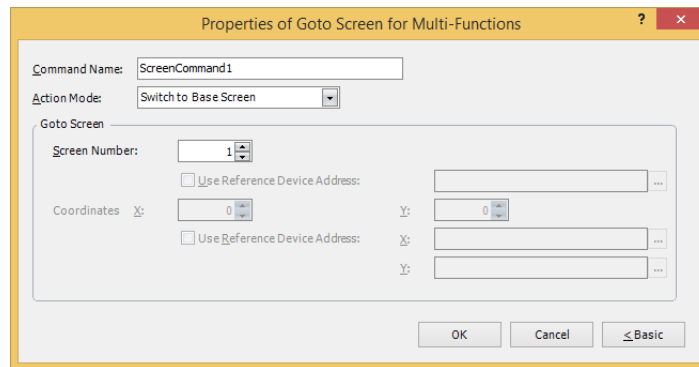 Properties of Goto Screen for Multi-Functions ? ×
Command Name: ScreenCommand1
Action Mode: Switch to Base Screen
Goto Screen
Screen Number: 1
Use Reference Device Address: ...
Coordinates X: 0 Y: 0
Use Reference Device Address: X: ...
Y: ...
OK Cancel < Basic